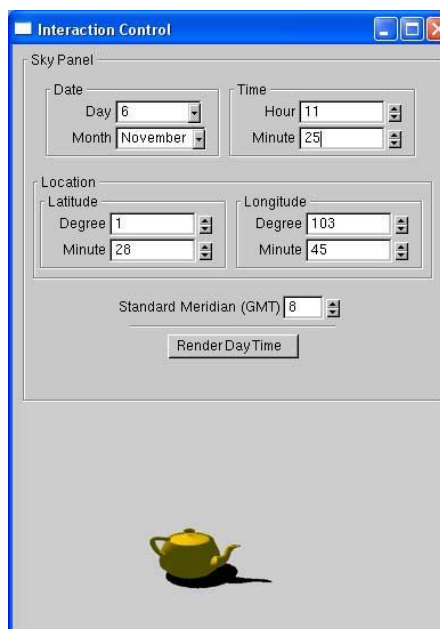 Interaction Control
Sky Panel
Date
Time
Day 6
Hour 11
Month November
Minute 25
Location
Latitude
Longitude
Degree 1
Degree 103
Minute 28
Minute 45
Standard Meridian (GMT) 8
Render Day Time